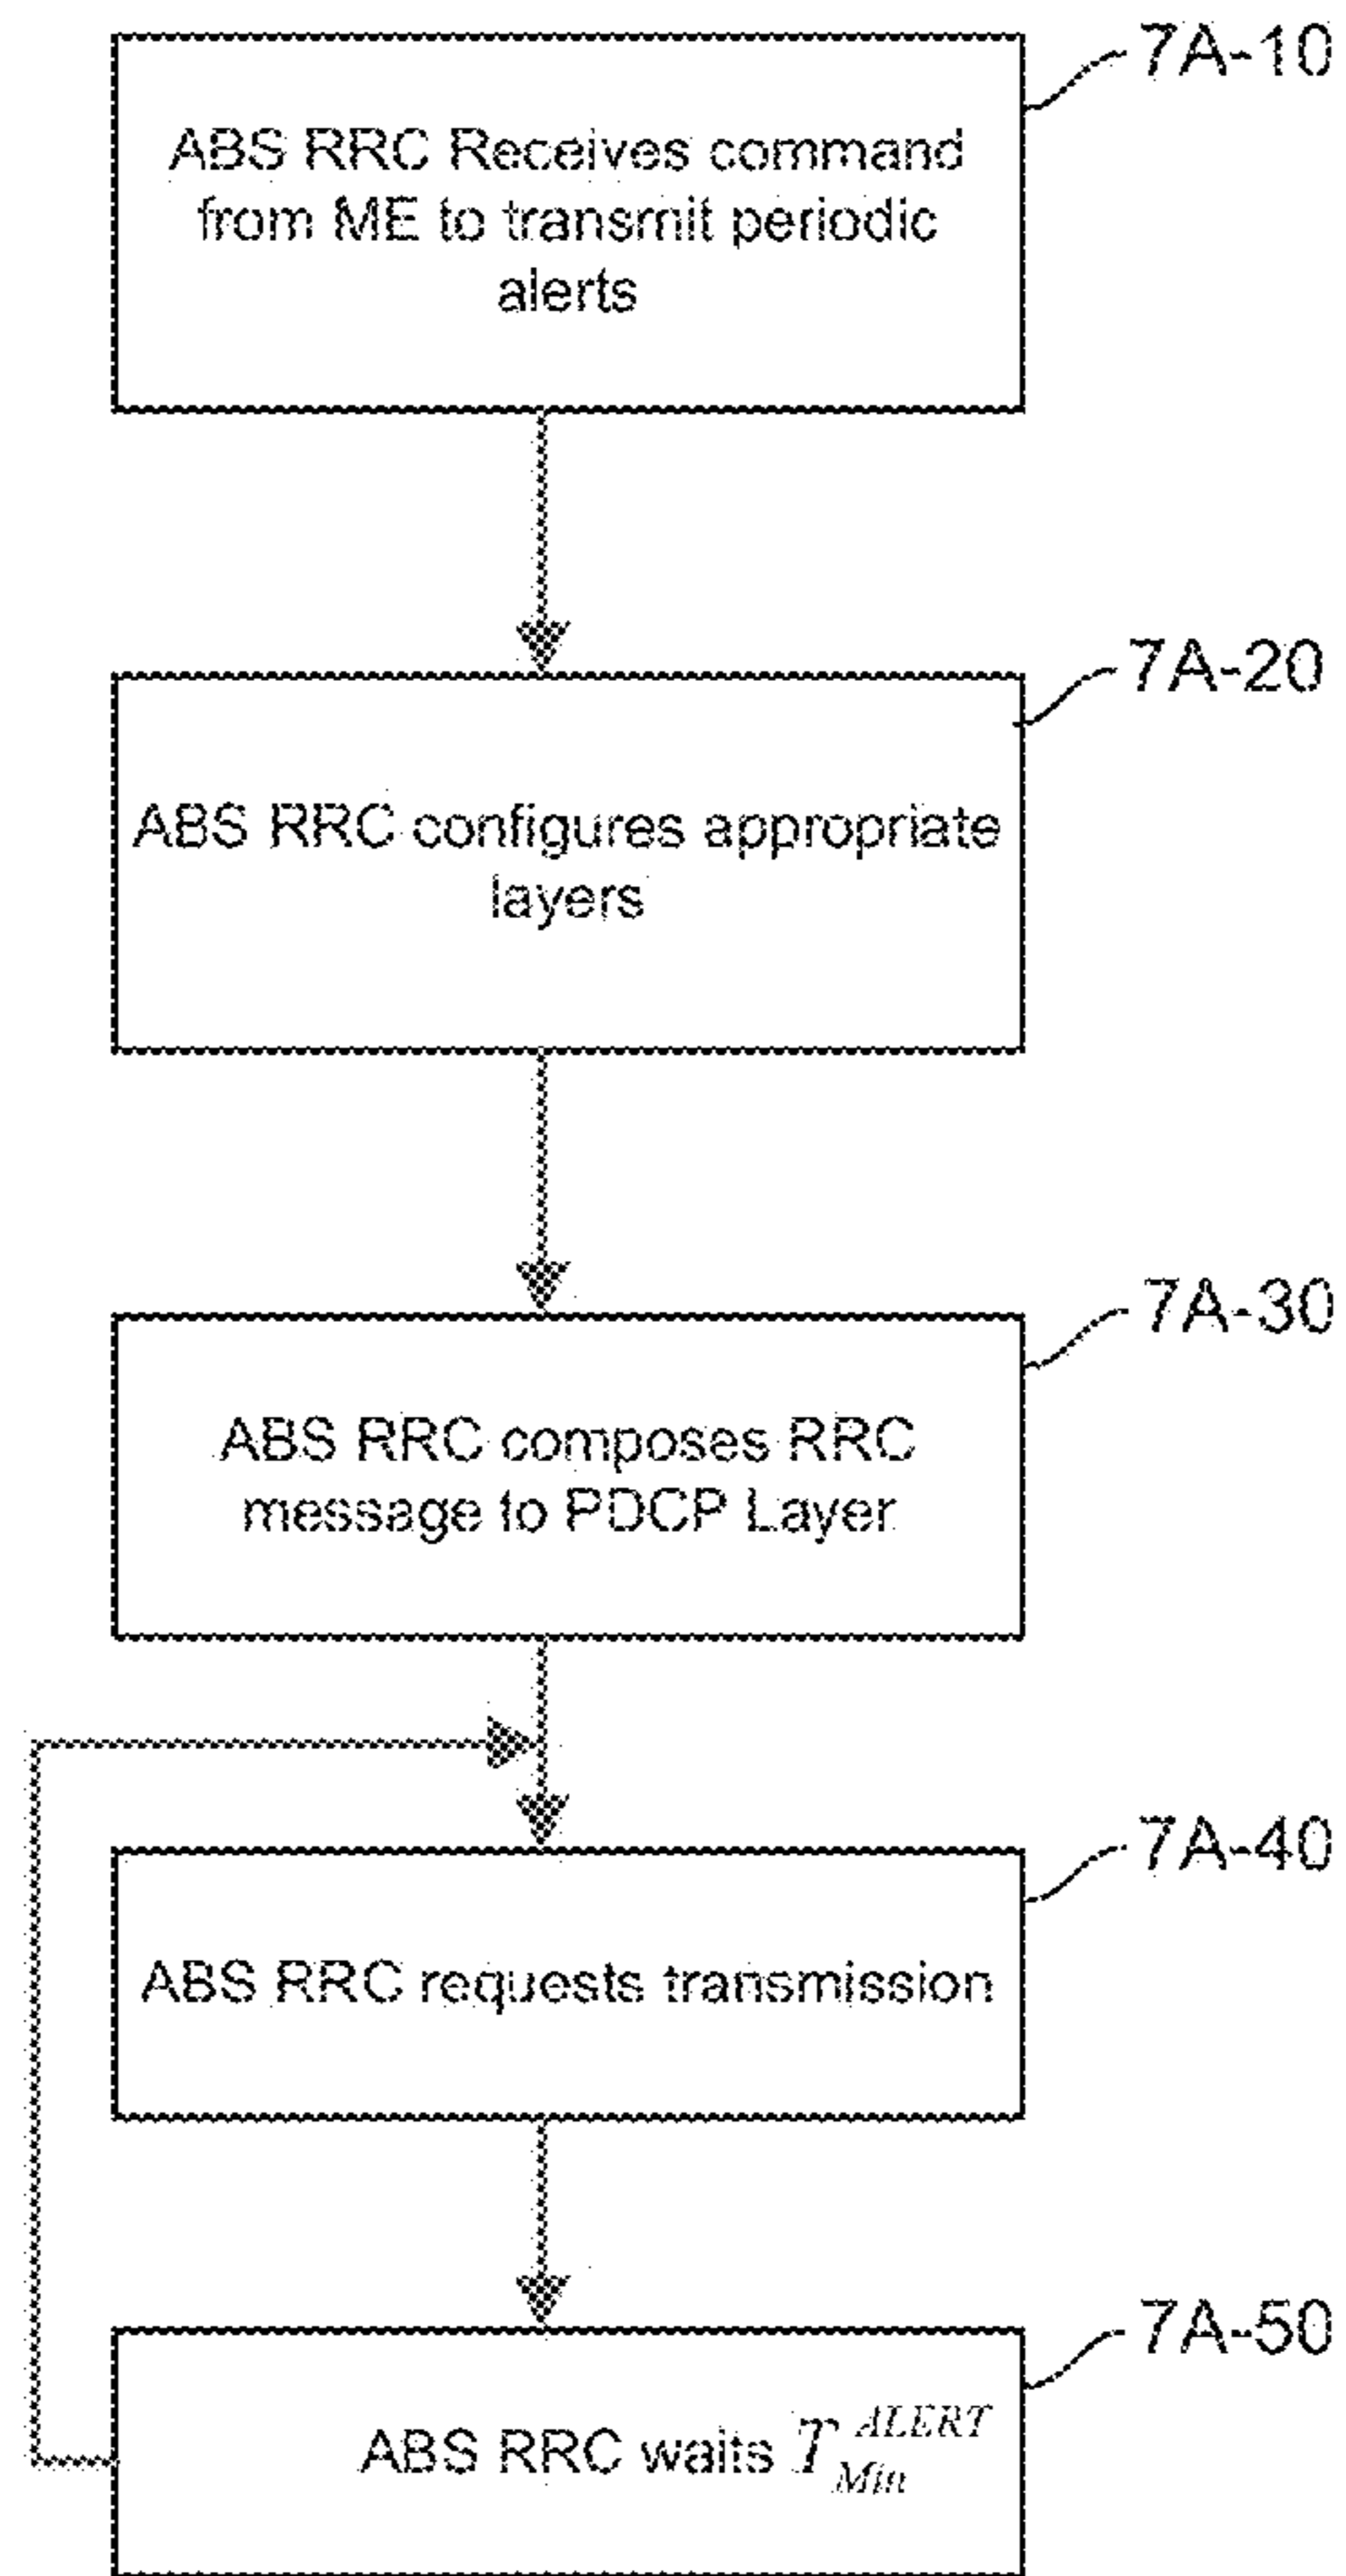 7A-10
ABS RRC Receives command
from ME to transmit periodic
alerts
7A-20
ABS RRC configures appropriate
layers
7A-30
ABS RRC composes RRC
message to PDCP Layer
7A-40
ABS RRC requests transmission
7A-50
ABS RRC waits T_Min^ALERT